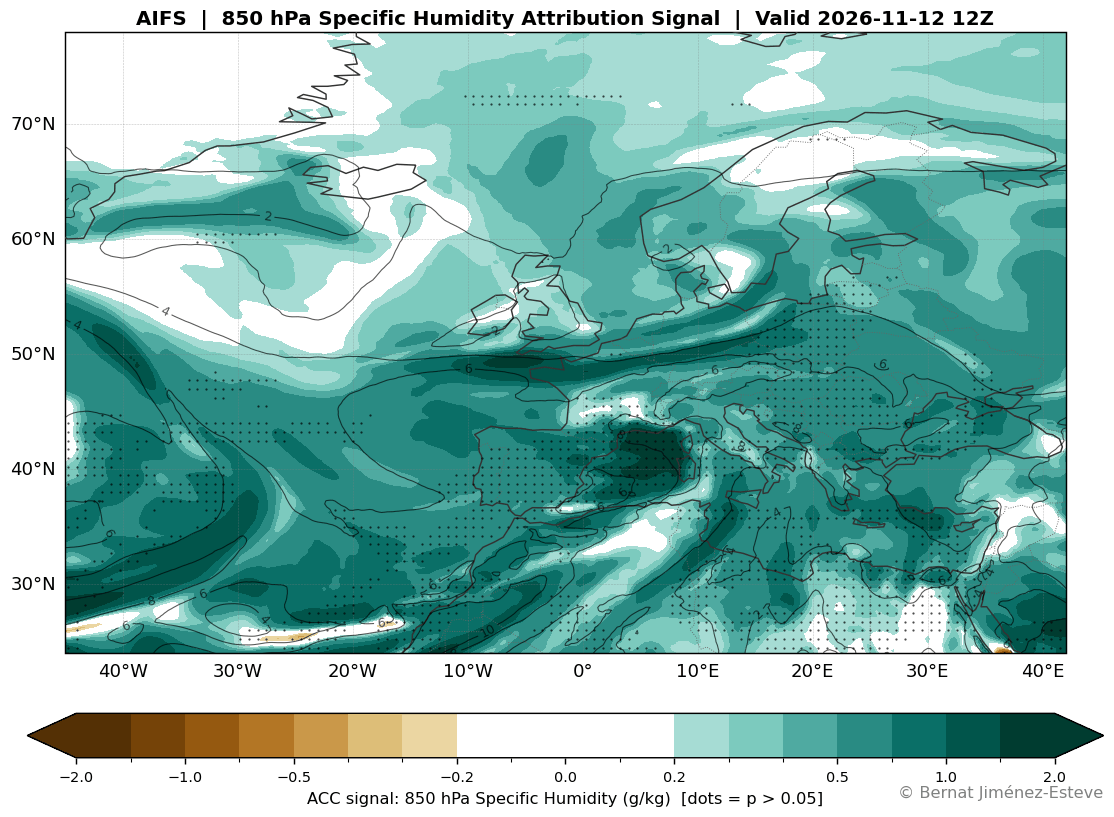 AIFS | 850 hPa Specific Humidity Attribution Signal | Valid 2026-11-12 12Z
70°N
60°N
50°N
40°N
30°N
40°W
30°W
20°W
10°W
0°
10°E
20°E
30°E
40°E
−2.0
−1.0
−0.5
−0.2
0.0
0.2
0.5
1.0
2.0
ACC signal: 850 hPa Specific Humidity (g/kg) [dots = p > 0.05]
© Bernat Jiménez-Esteve